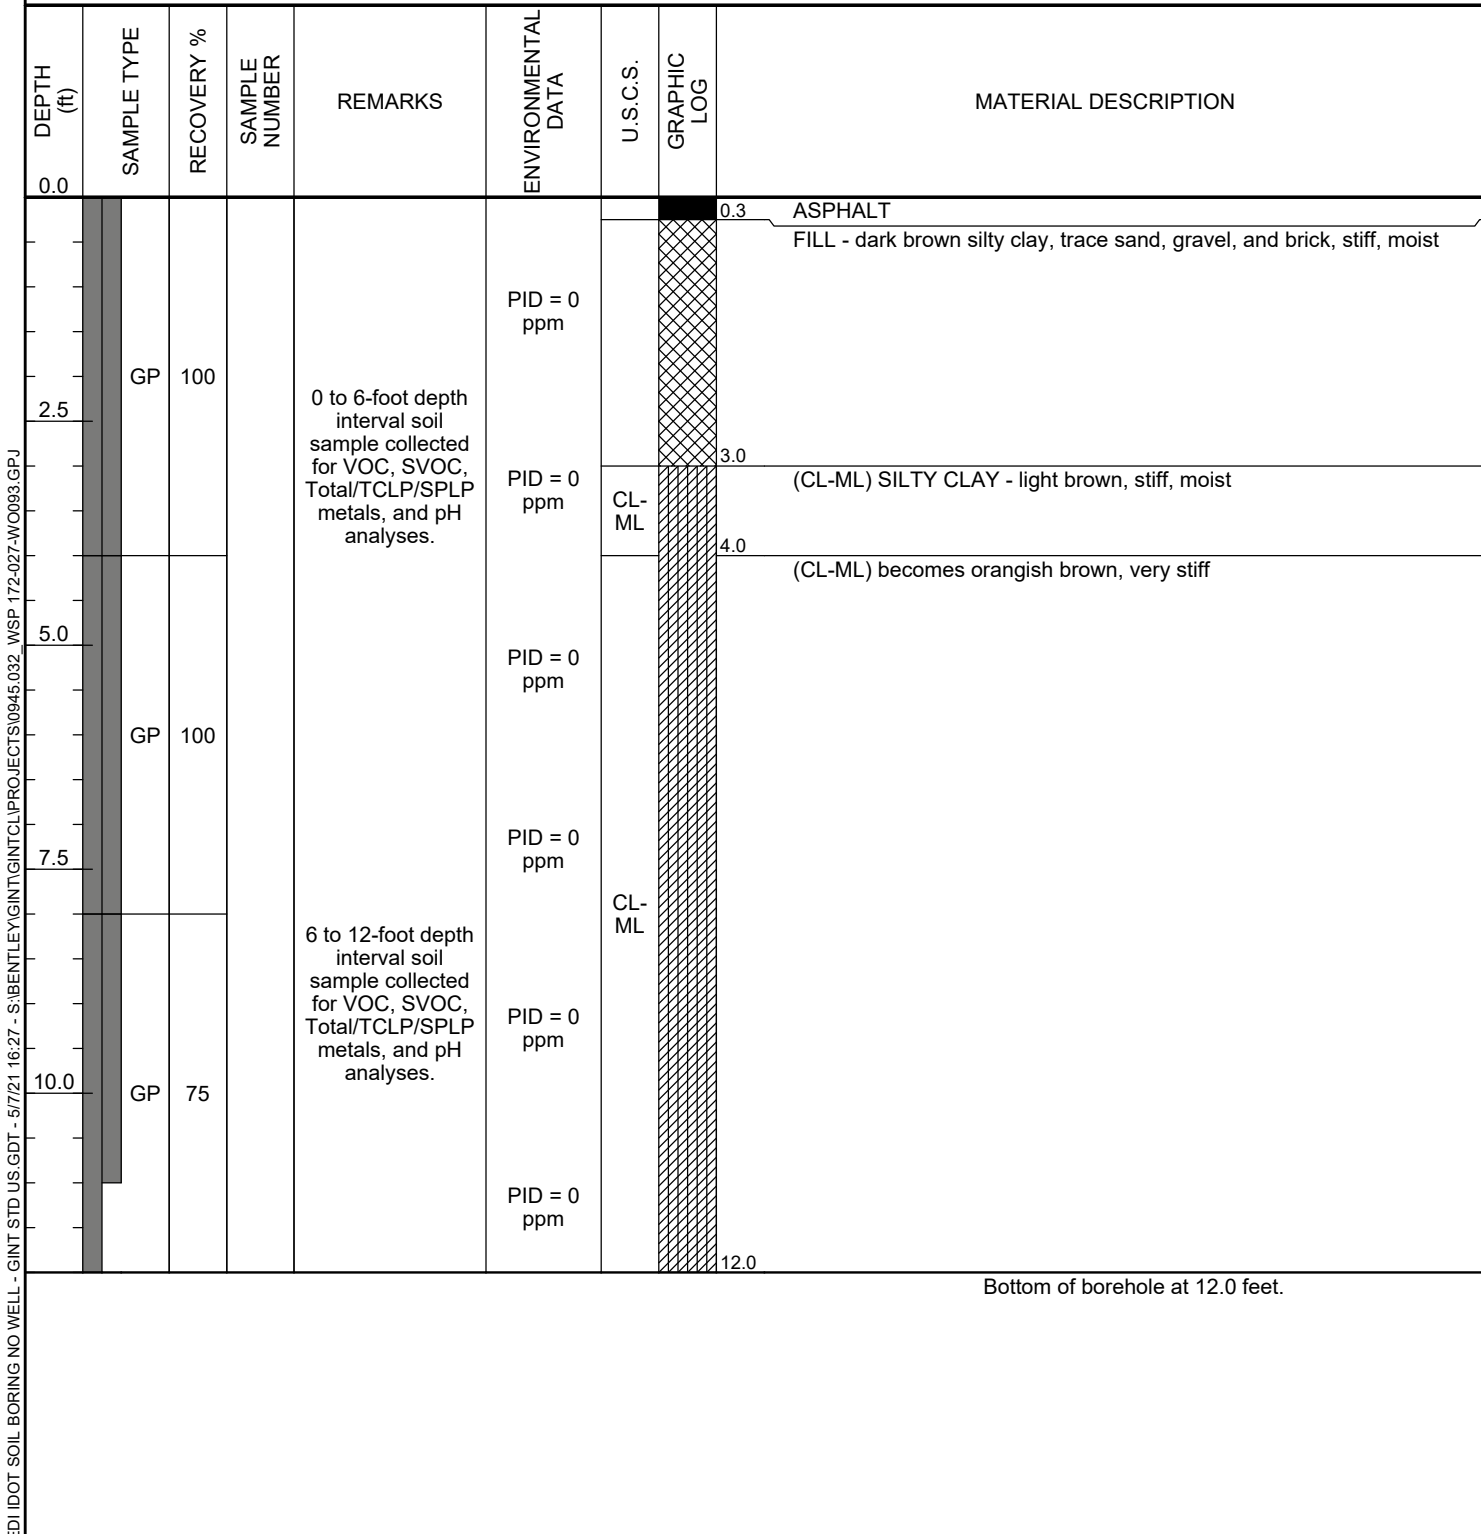 DEPTH
(ft)
SAMPLE TYPE
RECOVERY %
SAMPLE
NUMBER
REMARKS
ENVIRONMENTAL
DATA
U.S.C.S.
GRAPHIC
LOG
MATERIAL DESCRIPTION
0.0
0.3
ASPHALT
FILL - dark brown silty clay, trace sand, gravel, and brick, stiff, moist
PID = 0
ppm
GP
100
0 to 6-foot depth
interval soil
sample collected
for VOC, SVOC,
Total/TCLP/SPLP
metals, and pH
analyses.
2.5
3.0
PID = 0
ppm
CL-
ML
(CL-ML) SILTY CLAY - light brown, stiff, moist
4.0
(CL-ML) becomes orangish brown, very stiff
5.0
PID = 0
ppm
GP
100
PID = 0
ppm
7.5
CL-
ML
6 to 12-foot depth
interval soil
sample collected
for VOC, SVOC,
Total/TCLP/SPLP
metals, and pH
analyses.
PID = 0
ppm
10.0
GP
75
PID = 0
ppm
12.0
Bottom of borehole at 12.0 feet.
EDI IDOT SOIL BORING NO WELL - GINT STD US.GDT - 5/7/21 16:27 - S:\BENTLEY\GINT\GINTCL\PROJECTS\0945.032_WSP 172-027-WO093.GPJ